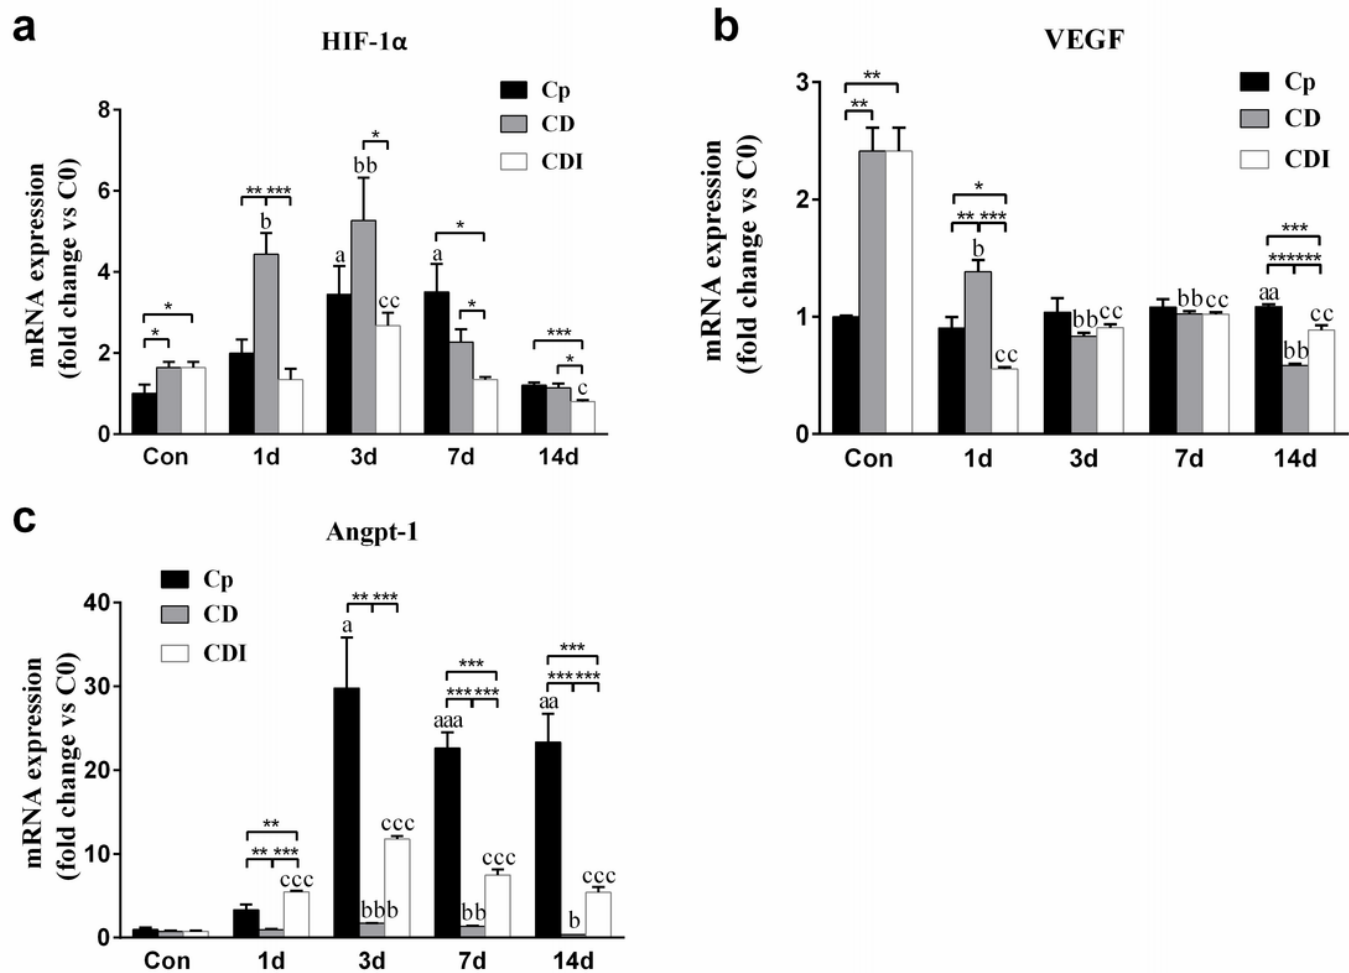 a
HIF-1α
Cp
CD
CDI
mRNA expression
(fold change vs C0)
8
6
4
2
0
*
*
** ***
b
*
bb
a
cc
*
a
*
***
*
c
Con 1d 3d 7d 14d
b
VEGF
Cp
CD
CDI
mRNA expression
(fold change vs C0)
3
2
1
0
**
**
*
** ***
b
cc
bb cc
bb cc
***
******
aa
bb
cc
Con 1d 3d 7d 14d
c
Angpt-1
Cp
CD
CDI
mRNA expression
(fold change vs C0)
40
30
20
10
0
**
** ***
ccc
** ***
a
bbb
ccc
***
*** ***
aaa
bb
ccc
***
*** ***
aa
b
ccc
Con 1d 3d 7d 14d